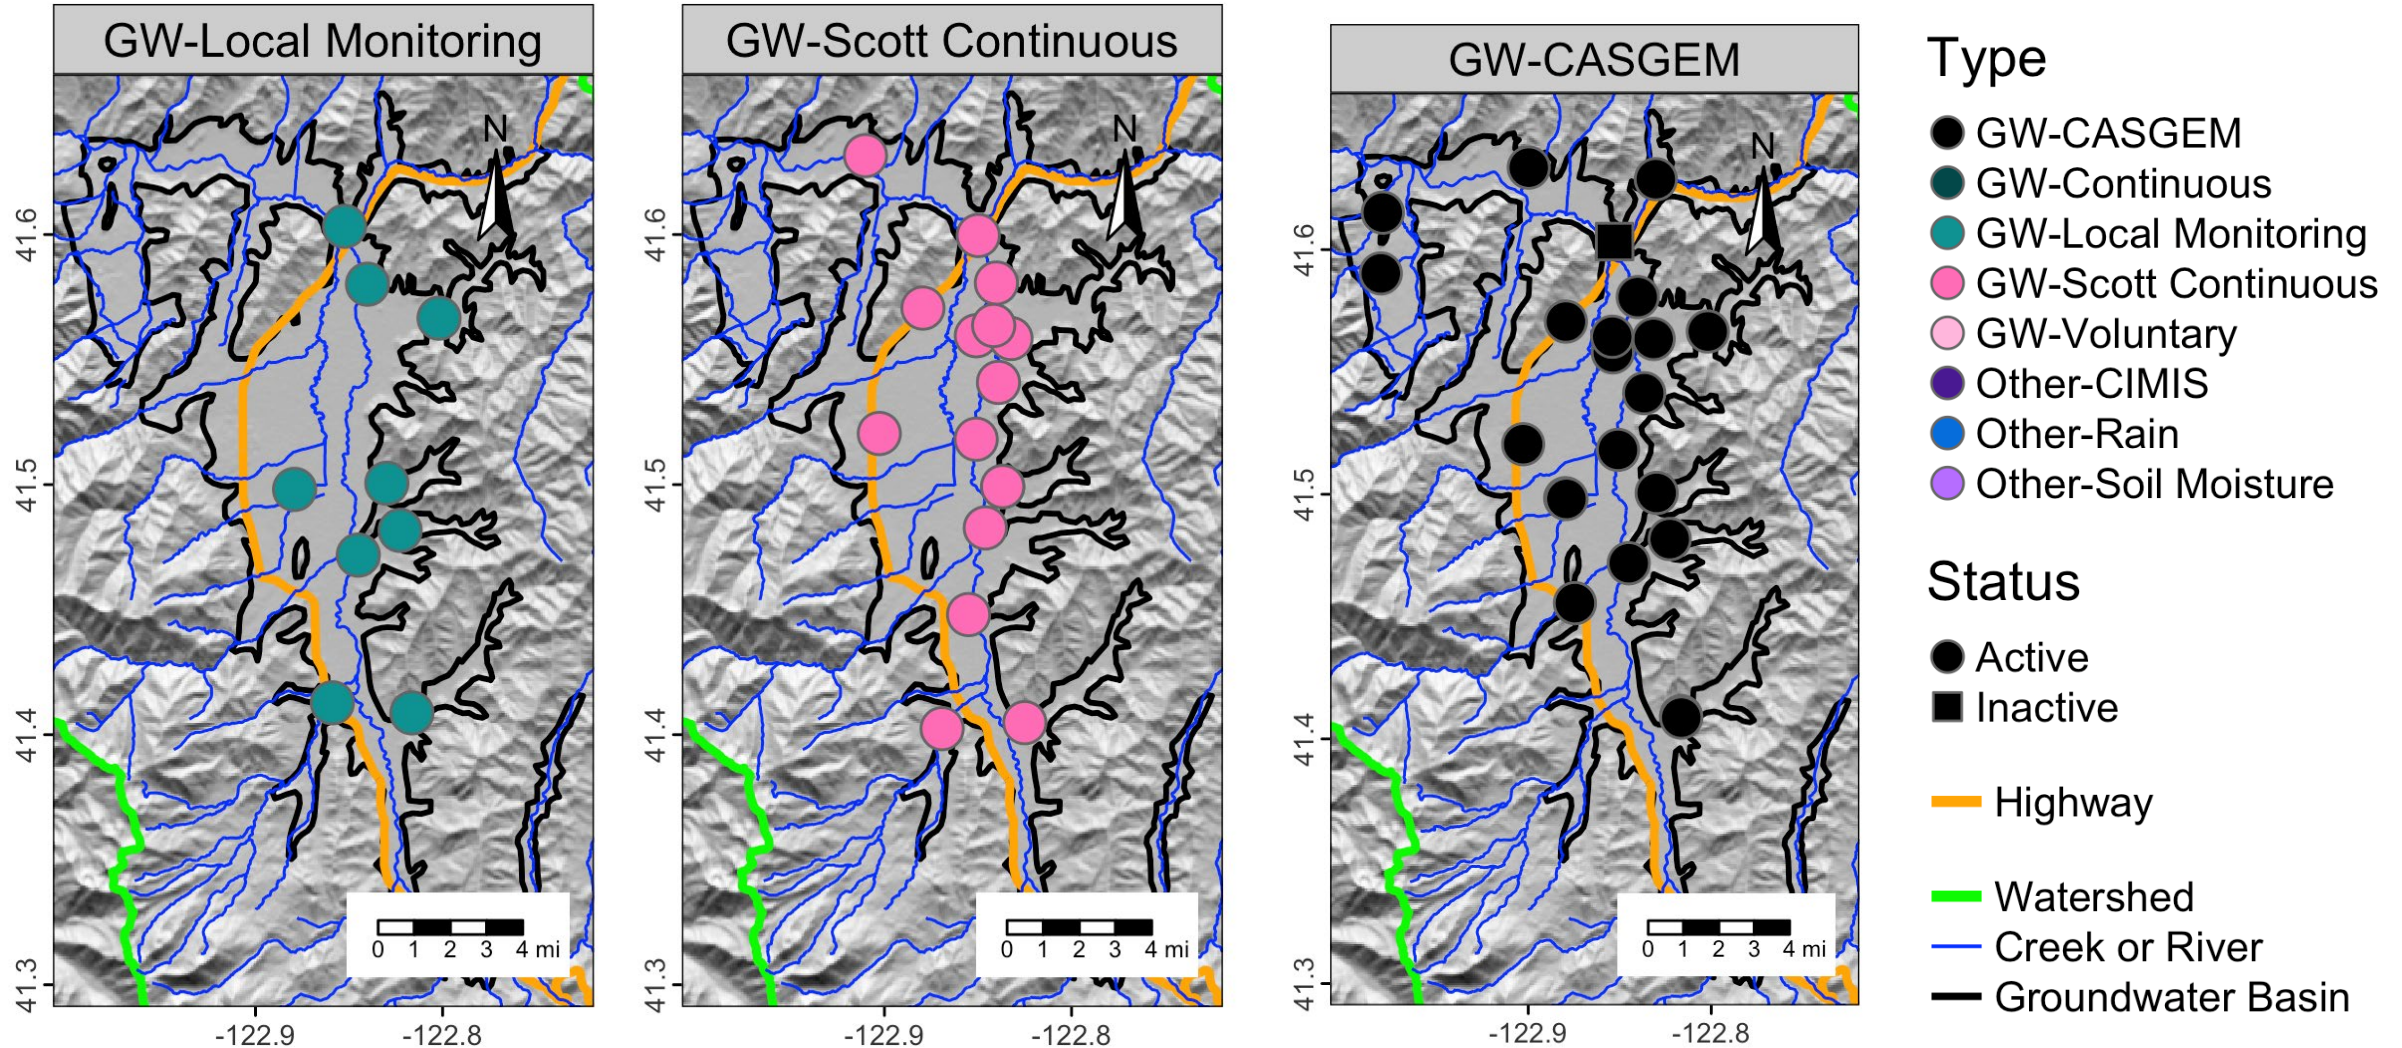 GW-Local Monitoring
N
41.6
41.5
41.4
41.3
0 1 2 3 4 mi
-122.9
-122.8
GW-Scott Continuous
N
41.6
41.5
41.4
41.3
0 1 2 3 4 mi
-122.9
-122.8
GW-CASGEM
N
41.6
41.5
41.4
41.3
0 1 2 3 4 mi
-122.9
-122.8
Type
GW-CASGEM
GW-Continuous
GW-Local Monitoring
GW-Scott Continuous
GW-Voluntary
Other-CIMIS
Other-Rain
Other-Soil Moisture
Status
Active
Inactive
Highway
Watershed
Creek or River
Groundwater Basin